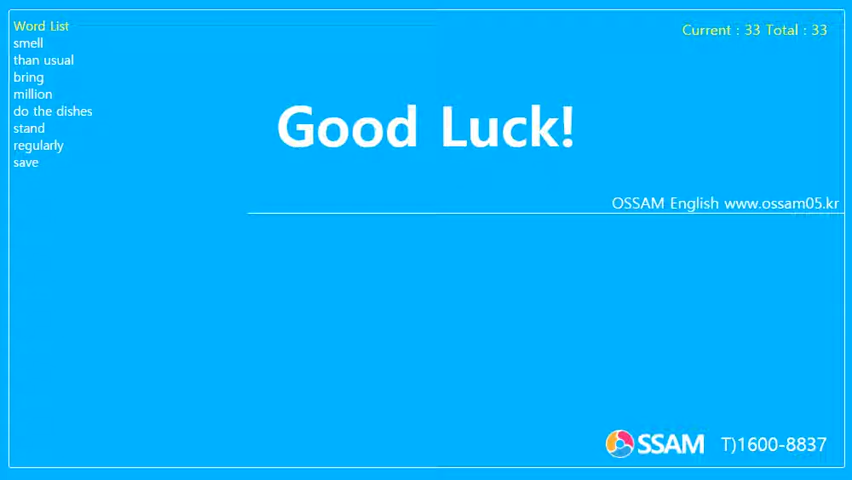 Word List
Current : 33 Total : 33
smell
than usual
bring
million
do the dishes
stand
regularly
save
Good Luck!
OSSAM English www.ossam05.kr
OSSAM T)1600-8837